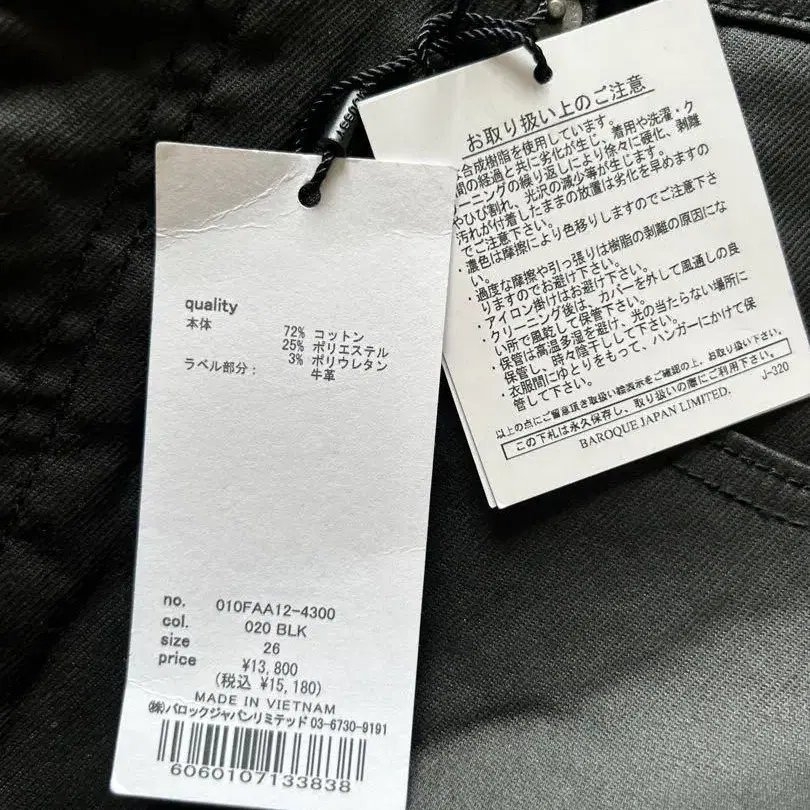 quality
本体
72% コットン
25% ポリエステル
3% ポリウレタン
ラベル部分：
牛革
no. 010FAA12-4300
col. 020 BLK
size 26
price ¥13,800
(税込 ¥15,180)
MADE IN VIETNAM
㈱バロックジャパンリミテッド 03-6730-9191
6060107133838
お取り扱い上のご注意
合成樹脂を使用しています。
間の経過と共に劣化が生じ、着用や洗濯・ク
リーニングの繰り返しにより徐々に硬化、剥離
やひび割れ、光沢の減少等が生じます。
汚れが付着したままの放置は劣化を早めますの
でご注意下さい。
・濃色は摩擦により色移りしますのでご注意下さ
い。
・過度な摩擦や引っ張りは樹脂の剥離の原因にな
りますのでお避け下さい。
・アイロン掛けはお避け下さい。
・クリーニング後は、カバーを外して風通しの良
い所で風乾して保管下さい。
・保管は高温多湿を避け、光の当たらない場所に
保管し、時々陰干しして下さい。
・衣服間にゆとりをもって、ハンガーにかけて保
管して下さい。
以上の点にご留意頂き取扱い絵表示をご確認の上、お取り扱い下さい。
この下札は永久保存し、取り扱いの際にご利用下さい。
BAROQUE JAPAN LIMITED.
J-320